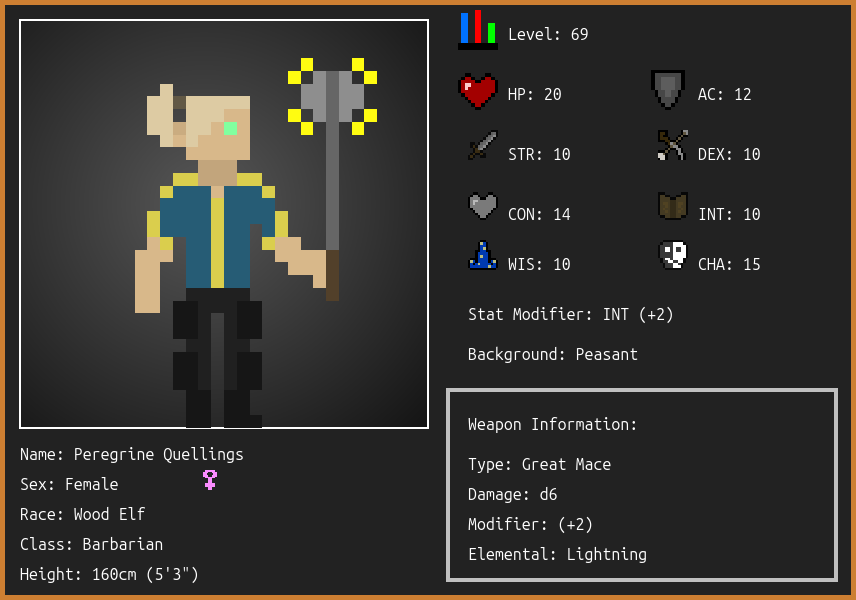 Level: 69
HP: 20
AC: 12
STR: 10
DEX: 10
CON: 14
INT: 10
WIS: 10
CHA: 15
Stat Modifier: INT (+2)
Background: Peasant
Weapon Information:
Type: Great Mace
Damage: d6
Modifier: (+2)
Elemental: Lightning
Name: Peregrine Quellings
Sex: Female
Race: Wood Elf
Class: Barbarian
Height: 160cm (5'3")